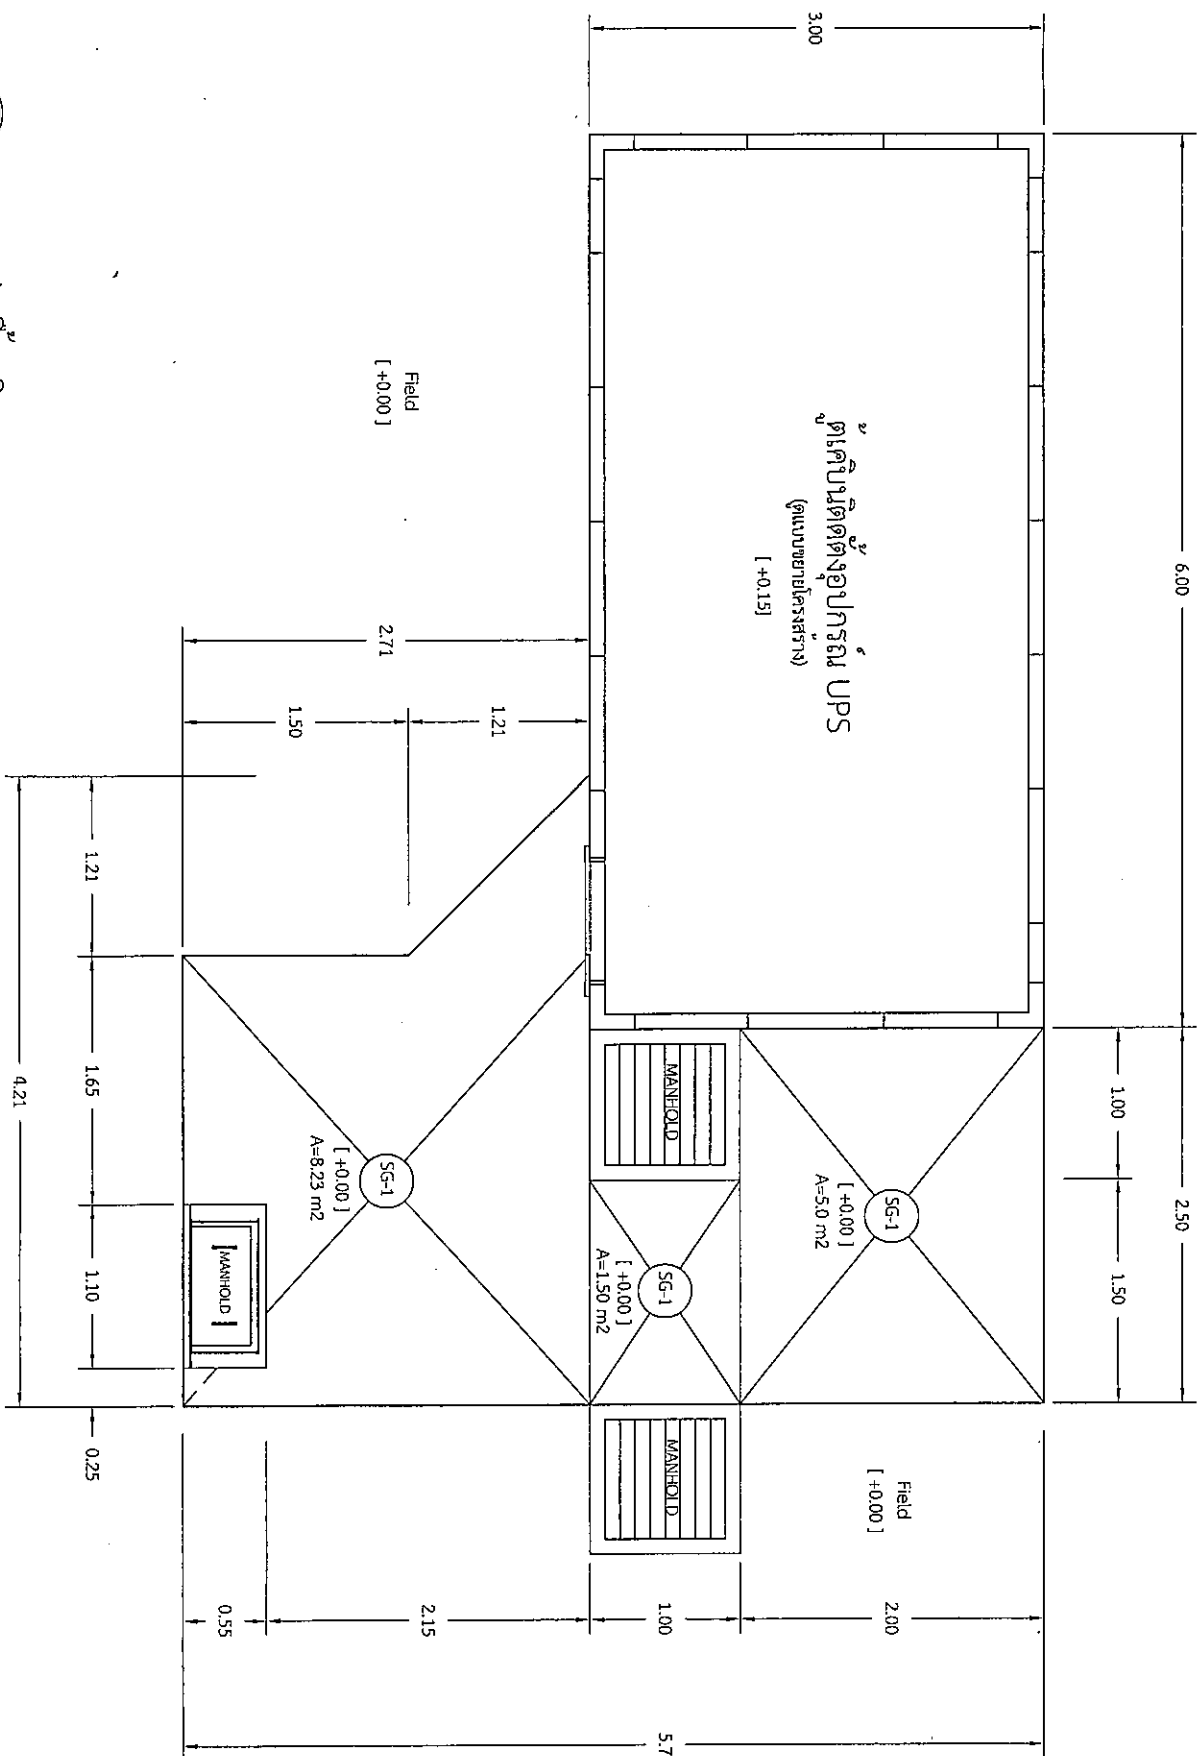 6.00
2.50
1.00
1.50
3.00
ตู้เคบินติดตั้งอุปกรณ์ UPS
(ดูแบบขยายโครงสร้าง)
[ +0.15]
SG-1
[ +0.00 ]
A=5.0 m2
Field
[ +0.00 ]
2.00
MANHOLD
SG-1
[ +0.00 ]
A=1.50 m2
MANHOLD
1.00
5.7
Field
[ +0.00 ]
2.71
1.21
1.50
SG-1
[ +0.00 ]
A=8.23 m2
2.15
MANHOLD
0.55
1.21
1.65
1.10
0.25
4.21